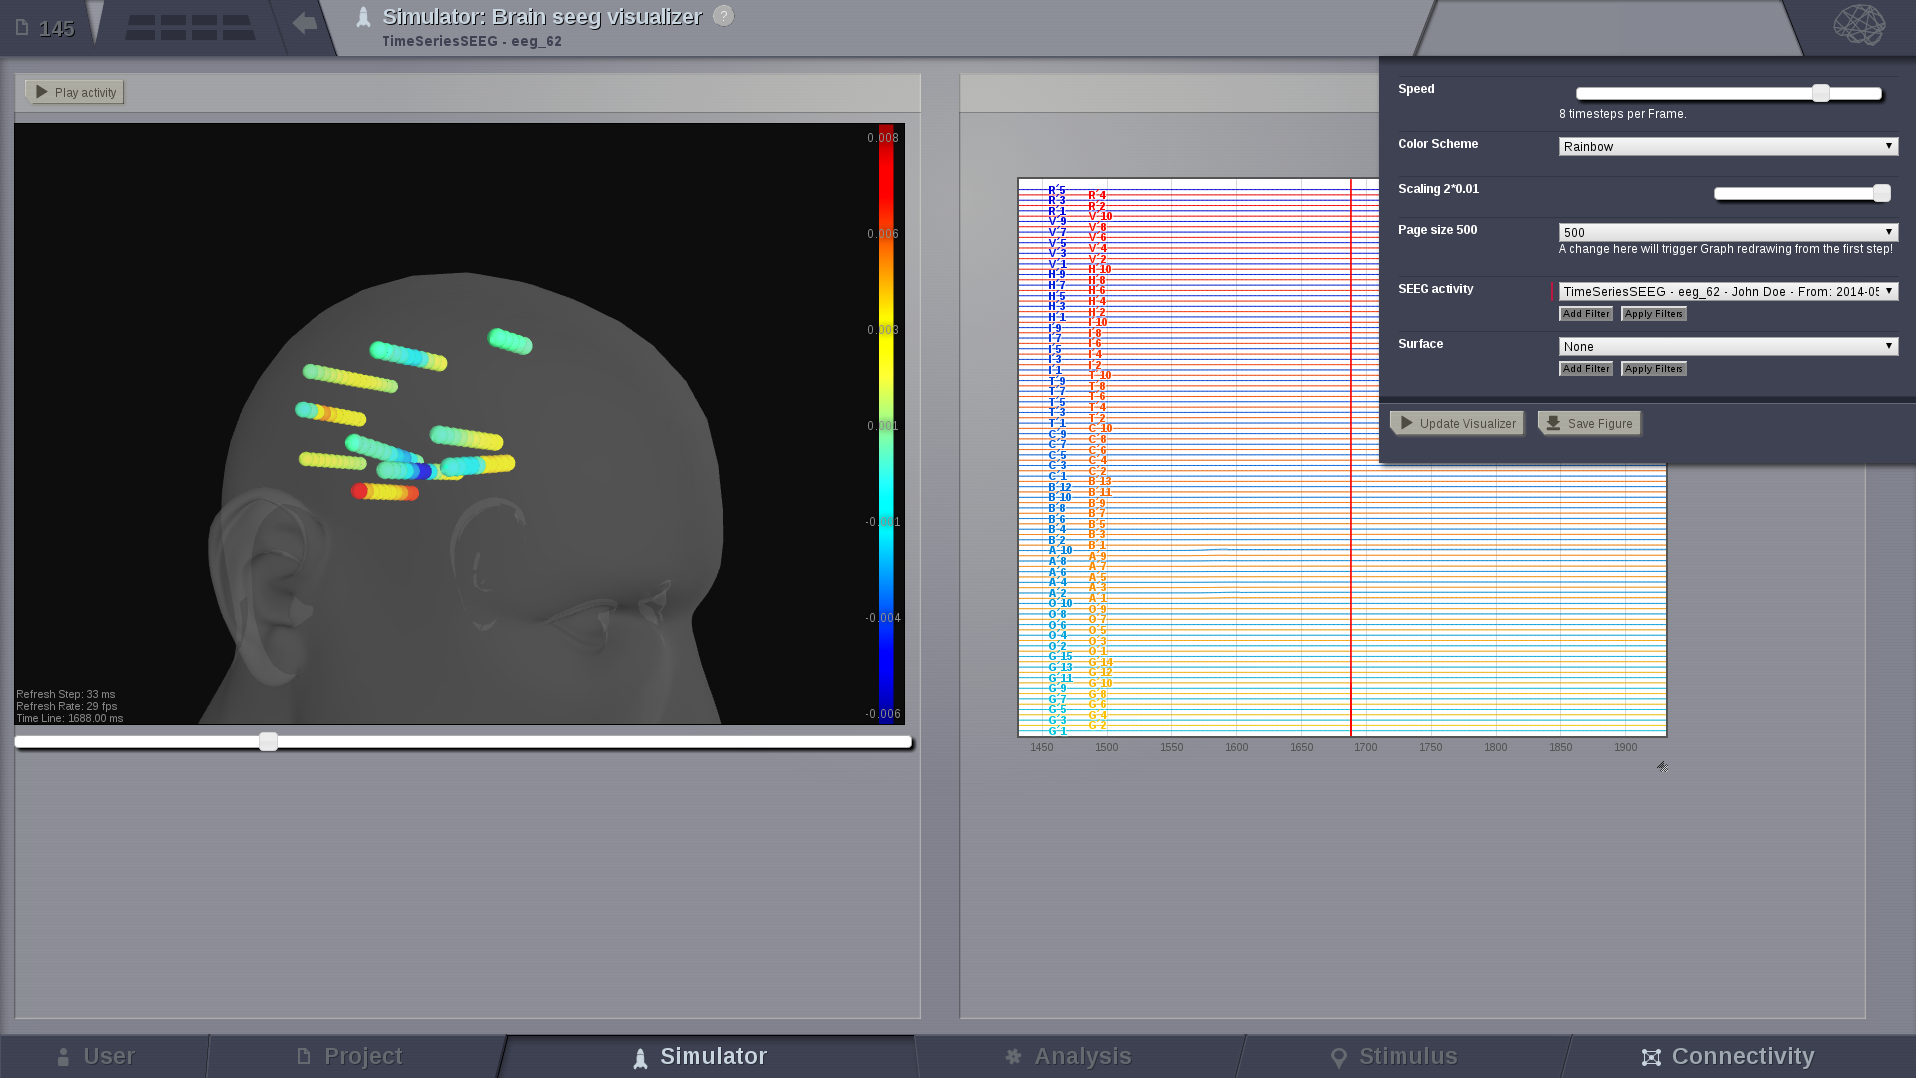 145
Simulator: Brain seeg visualizer ?
TimeSeriesSEEG - eeg_62
Play activity
0.008
0.006
0.003
0.001
-0.001
-0.004
-0.006
Refresh Step: 33 ms
Refresh Rate: 29 fps
Time Line: 1688.00 ms
R'5
R'4
R'3
R'2
R'1
V'10
V'9
V'8
V'7
V'6
V'5
V'4
V'3
V'2
V'1
H'10
H'9
H'8
H'7
H'6
H'5
H'4
H'3
H'2
H'1
I'10
I'9
I'8
I'7
I'6
I'5
I'4
I'3
I'2
I'1
T'10
T'9
T'8
T'7
T'6
T'5
T'4
T'3
T'2
T'1
C'10
C'9
C'8
C'7
C'6
C'5
C'4
C'3
C'2
C'1
B'13
B'12
B'11
B'10
B'9
B'8
B'7
B'6
B'5
B'4
B'3
B'2
B'1
A'10
A'9
A'8
A'7
A'6
A'5
A'4
A'3
A'2
A'1
O'10
O'9
O'8
O'7
O'6
O'5
O'4
O'3
O'2
O'1
G'15
G'14
G'13
G'12
G'11
G'10
G'9
G'8
G'7
G'6
G'5
G'4
G'3
G'2
G'1
1450 1500 1550 1600 1650 1700 1750 1800 1850 1900
Speed
8 timesteps per Frame.
Color Scheme Rainbow
Scaling 2*0.01
Page size 500 500
A change here will trigger Graph redrawing from the first step!
SEEG activity TimeSeriesSEEG - eeg_62 - John Doe - From: 2014-05
Add Filter Apply Filters
Surface None
Add Filter Apply Filters
Update Visualizer Save Figure
User Project Simulator Analysis Stimulus Connectivity